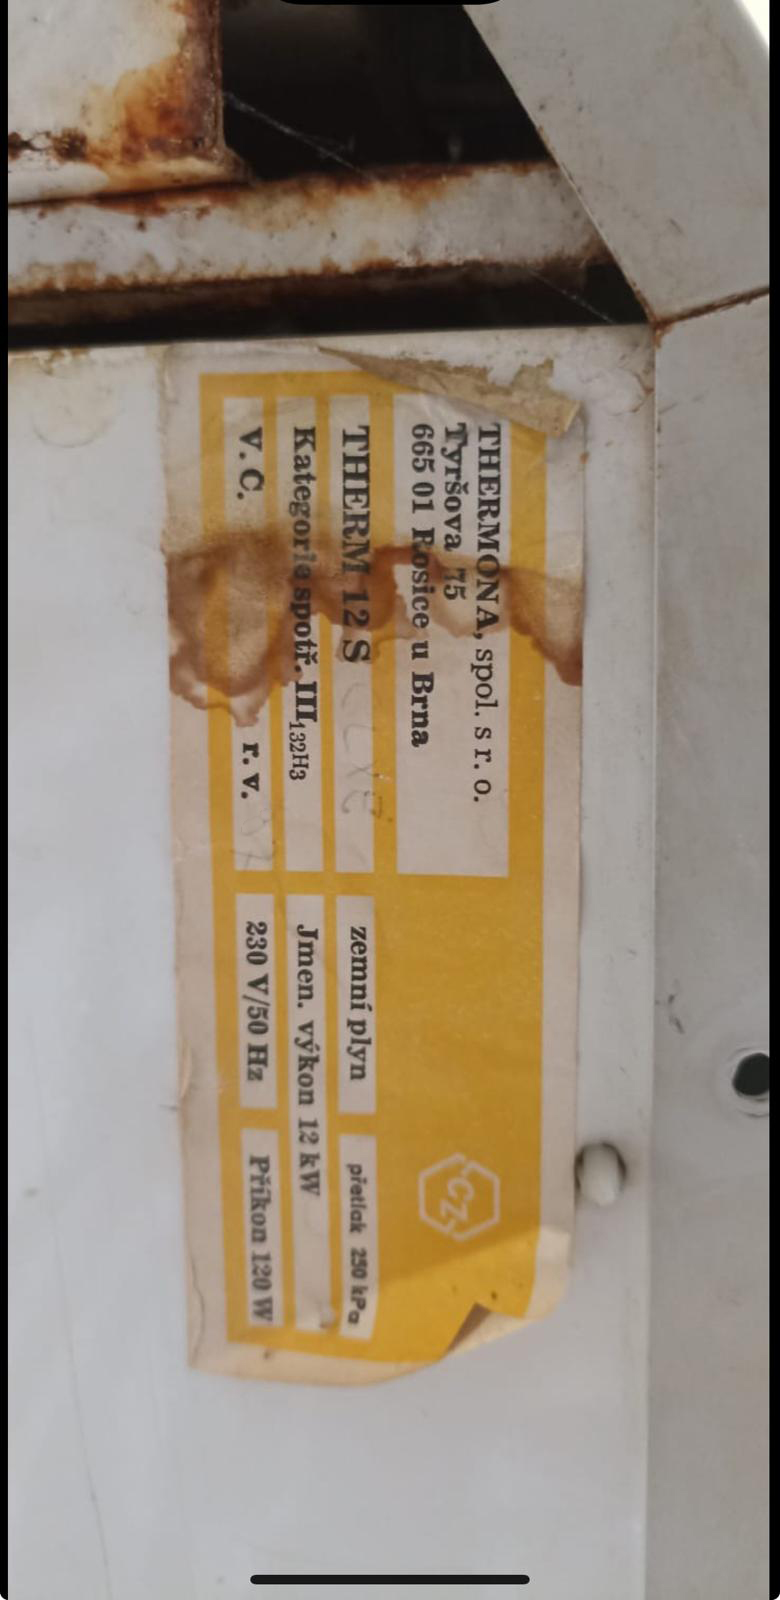 THERMONA, spol. s r. o.
Tyršova 75
665 01 Rosice u Brna
CZ
THERM 12 S
zemní plyn
přetlak 250 kPa
Kategorie spotř. III132H3
Jmen. výkon 12 kW
V. C.
r. v.
230 V/50 Hz
Příkon 120 W